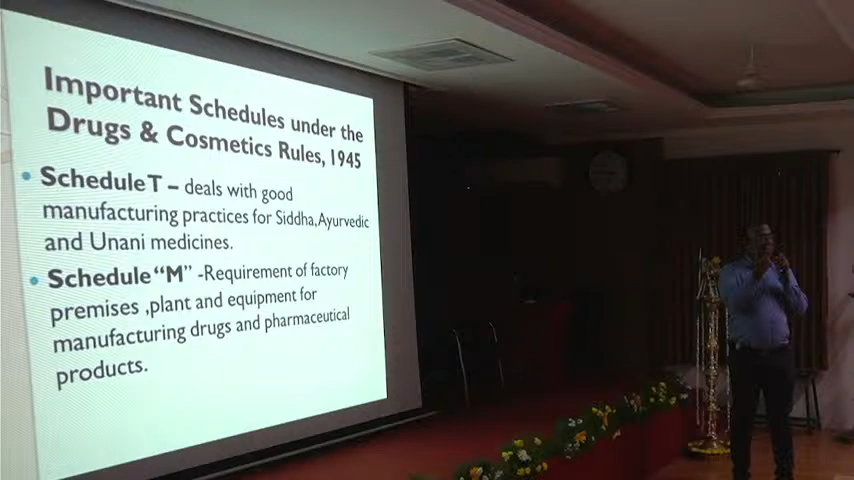 Important Schedules under the
Drugs & Cosmetics Rules, 1945
Schedule T – deals with good
manufacturing practices for Siddha,Ayurvedic
and Unani medicines.
Schedule “M” -Requirement of factory
premises ,plant and equipment for
manufacturing drugs and pharmaceutical
products.